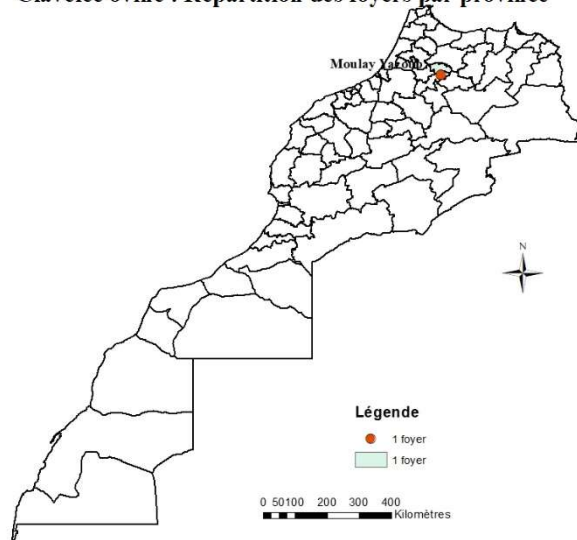 Clavelée ovine : Répartition des foyers par province
Moulay Yacoub
N
Légende
1 foyer
1 foyer
0 50100 200 300 400
Kilomètres